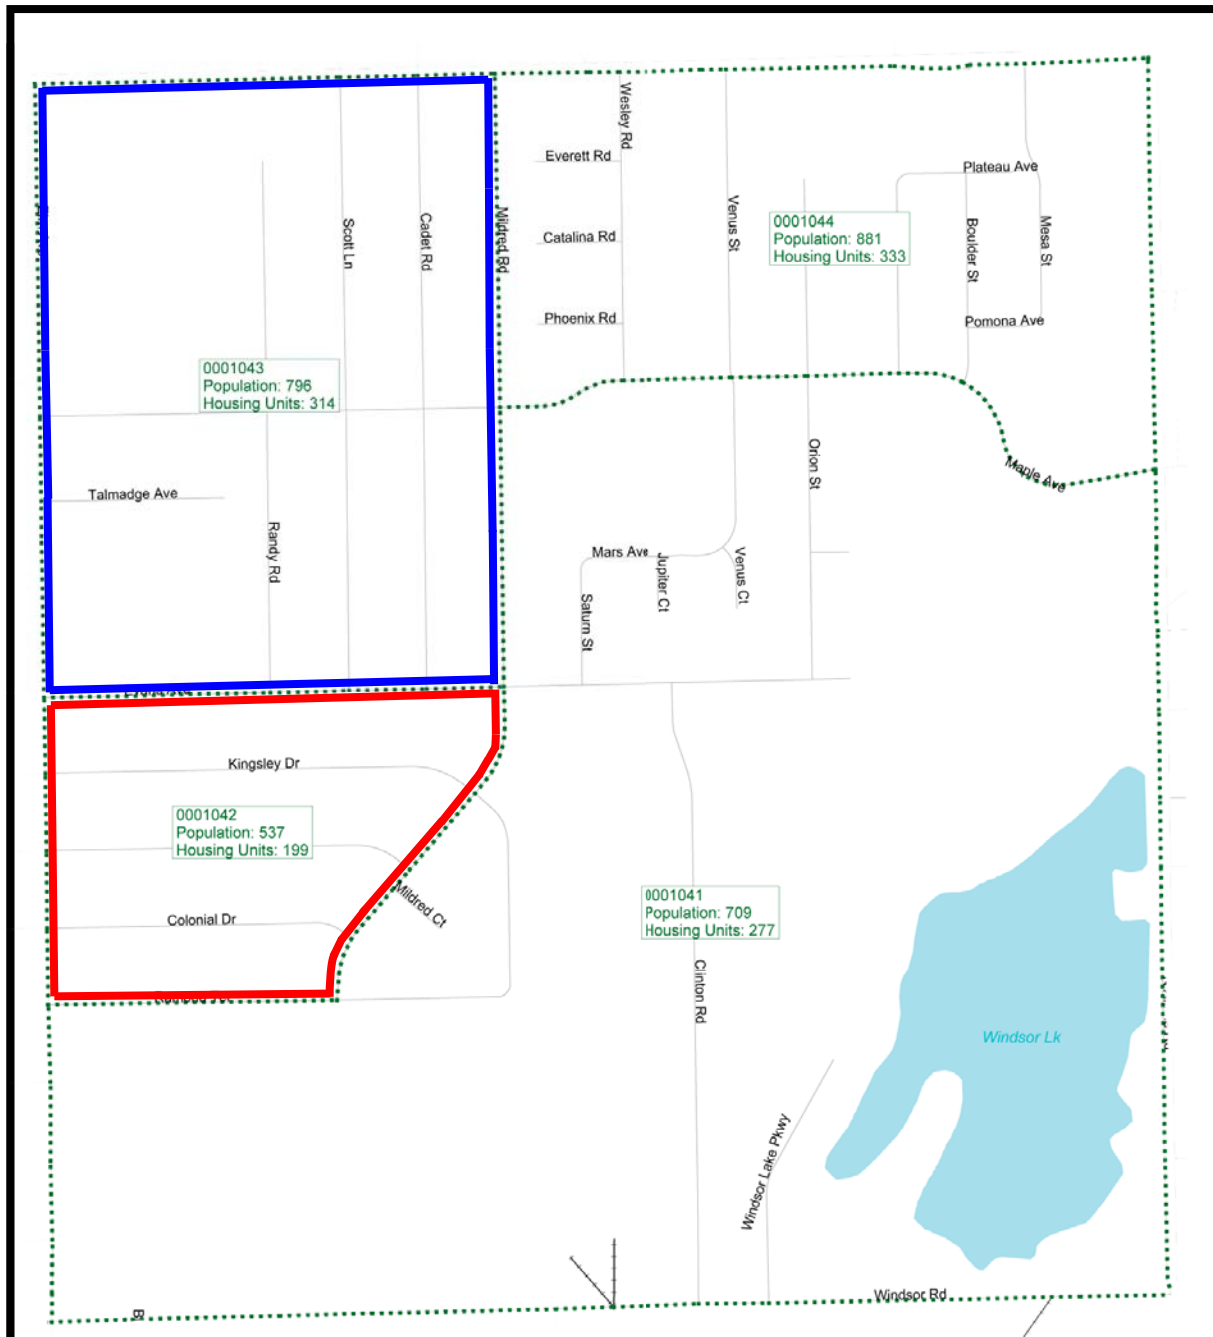 Wesley Rd
Everett Rd
Plateau Ave
Scott Ln
Cadet Rd
Mildred Rd
Catalina Rd
Venus St
0001044
Population: 881
Housing Units: 333
Boulder St
Mesa St
Phoenix Rd
Pomona Ave
0001043
Population: 796
Housing Units: 314
Orion St
Maple Ave
Talmadge Ave
Randy Rd
Mars Ave
Jupiter Ct
Venus Ct
Saturn St
Kingsley Dr
0001042
Population: 537
Housing Units: 199
Mildred Ct
0001041
Population: 709
Housing Units: 277
Colonial Dr
Clinton Rd
Windsor Lk
Windsor Lake Pkwy
Windsor Rd